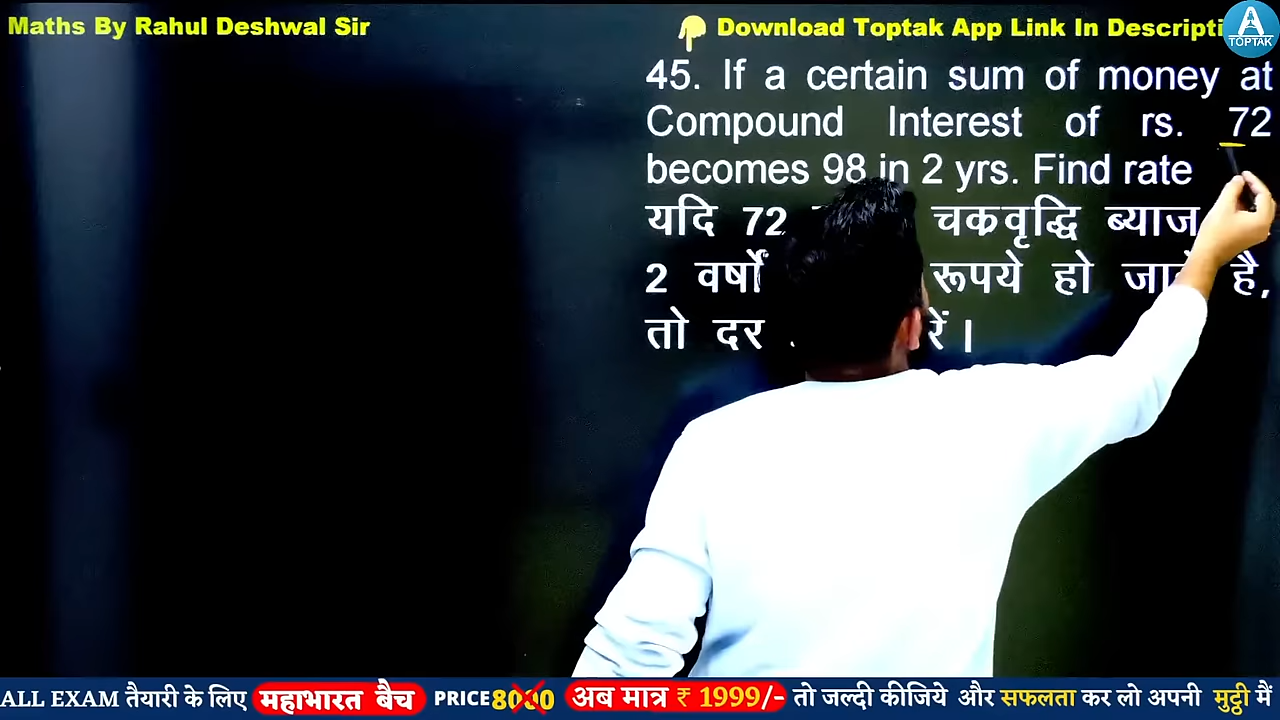 Maths By Rahul Deshwal Sir
Download Toptak App Link In Descripti
TOPTAK
45. If a certain sum of money at
Compound Interest of rs. 72
becomes 98 in 2 yrs. Find rate
यदि 72 चक्रवृद्धि ब्याज
2 वर्षों रूपये हो है,
तो दर
ALL EXAM तैयारी के लिए महाभारत बैच PRICE 8000 अब मात्र ₹ 1999/- तो जल्दी कीजिये और सफलता कर लो अपनी मुट्ठी में